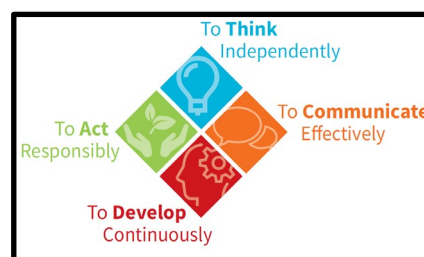 To Think
Independently
To Communicate
Effectively
To Act
Responsibly
To Develop
Continuously